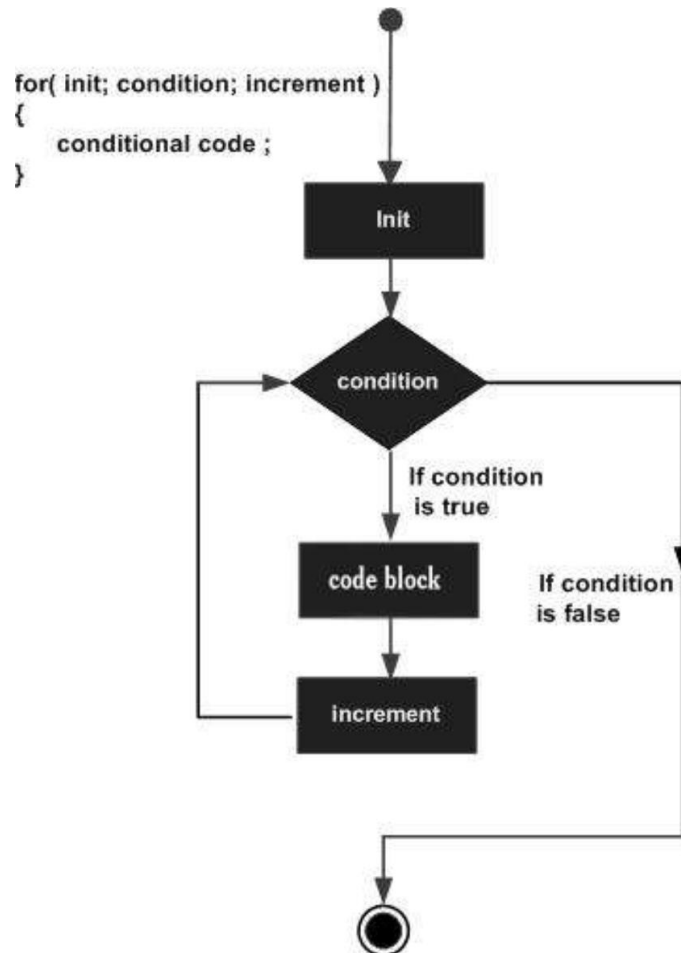 for( init; condition; increment )
{
conditional code ;
}
Init
condition
If condition
is true
code block
If condition
is false
increment